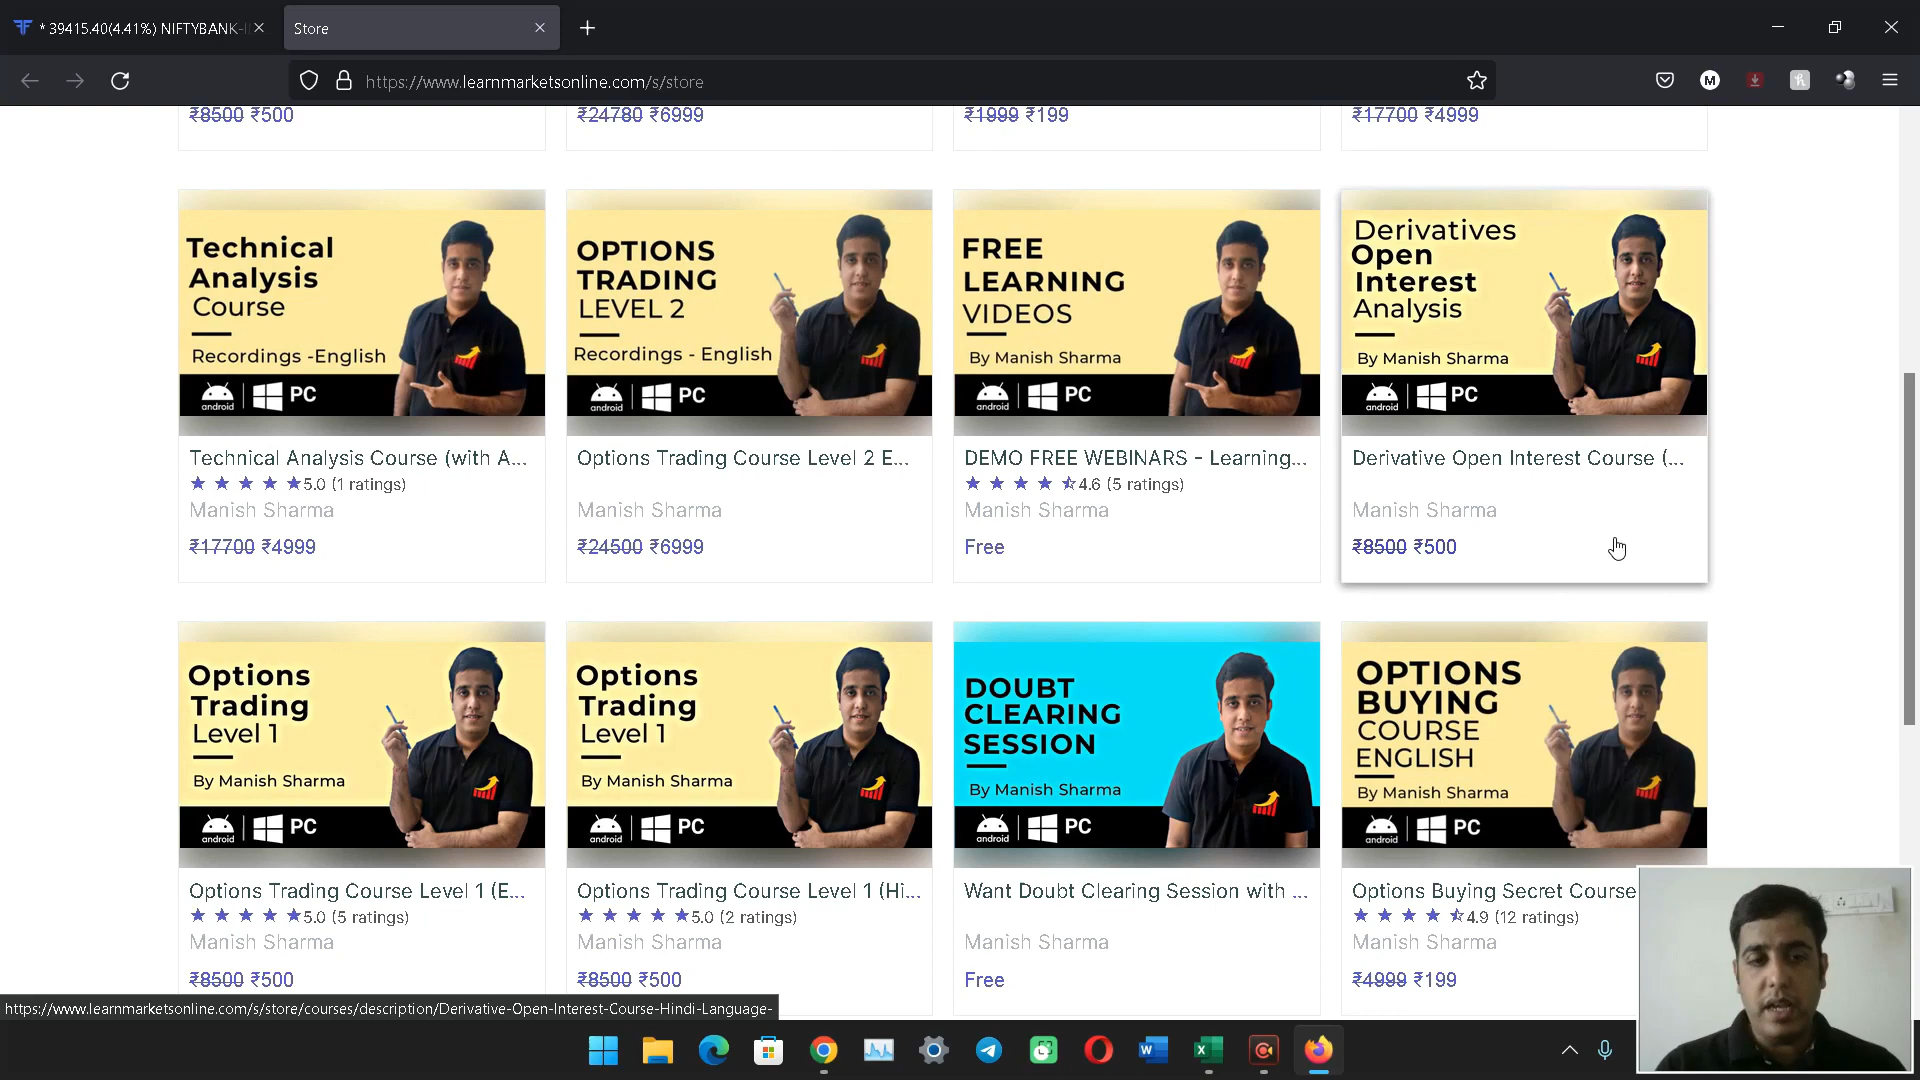 * 39415.40(4.41%) NIFTYBANK-I
Store
https://www.learnmarketsonline.com/s/store
M
₹8500 ₹500
₹24780 ₹6999
₹1999 ₹199
₹17700 ₹4999
Technical
Analysis
Course
Recordings -English
android
PC
Technical Analysis Course (with A...
5.0 (1 ratings)
Manish Sharma
₹17700 ₹4999
OPTIONS
TRADING
LEVEL 2
Recordings - English
android
PC
Options Trading Course Level 2 E...
Manish Sharma
₹24500 ₹6999
FREE
LEARNING
VIDEOS
By Manish Sharma
android
PC
DEMO FREE WEBINARS - Learning...
4.6 (5 ratings)
Manish Sharma
Free
Derivatives
Open
Interest
Analysis
By Manish Sharma
android
PC
Derivative Open Interest Course (...
Manish Sharma
₹8500 ₹500
Options
Trading
Level 1
By Manish Sharma
android
PC
Options Trading Course Level 1 (E...
5.0 (5 ratings)
Manish Sharma
₹8500 ₹500
Options
Trading
Level 1
By Manish Sharma
android
PC
Options Trading Course Level 1 (Hi...
5.0 (2 ratings)
Manish Sharma
₹8500 ₹500
DOUBT
CLEARING
SESSION
By Manish Sharma
android
PC
Want Doubt Clearing Session with ...
Manish Sharma
Free
OPTIONS
BUYING
COURSE
ENGLISH
By Manish Sharma
android
PC
Options Buying Secret Course
4.9 (12 ratings)
Manish Sharma
₹4999 ₹199
https://www.learnmarketsonline.com/s/store/courses/description/Derivative-Open-Interest-Course-Hindi-Language-